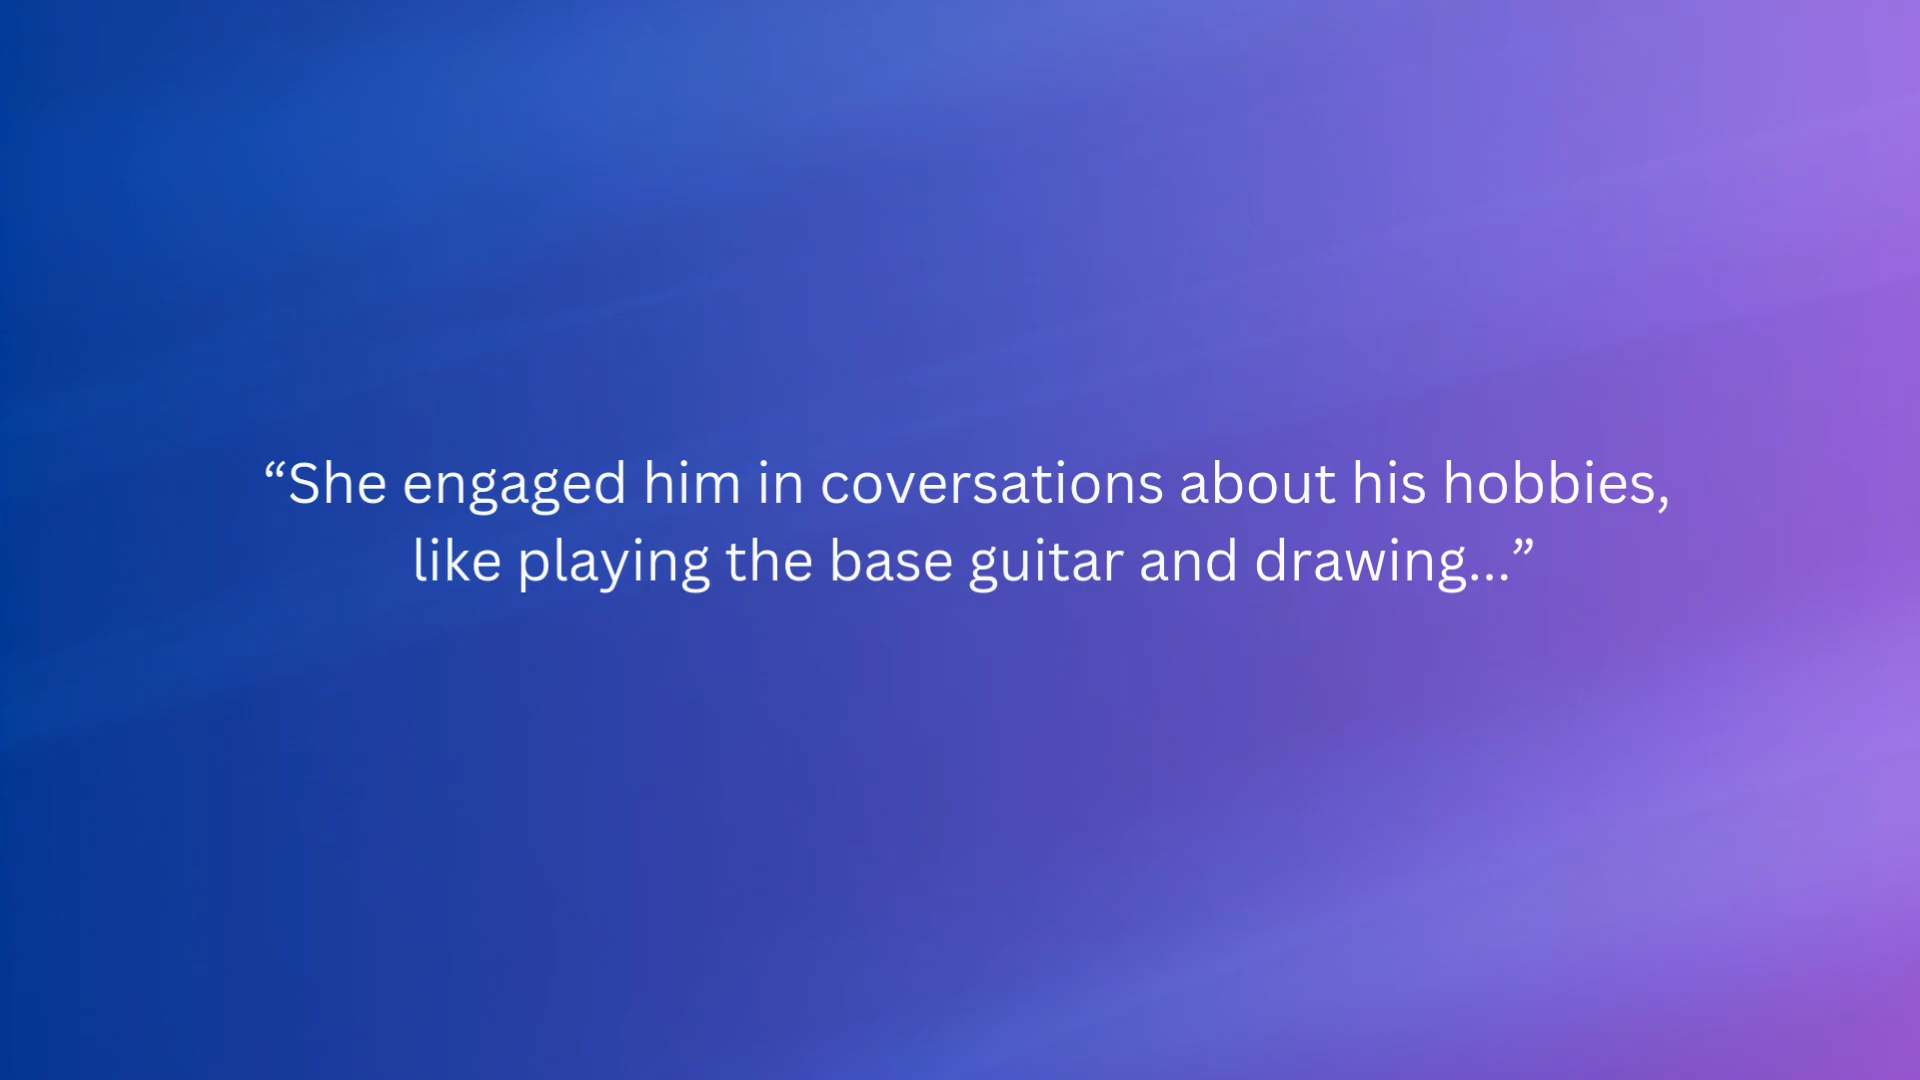 “She engaged him in coversations about his hobbies,
like playing the base guitar and drawing...”